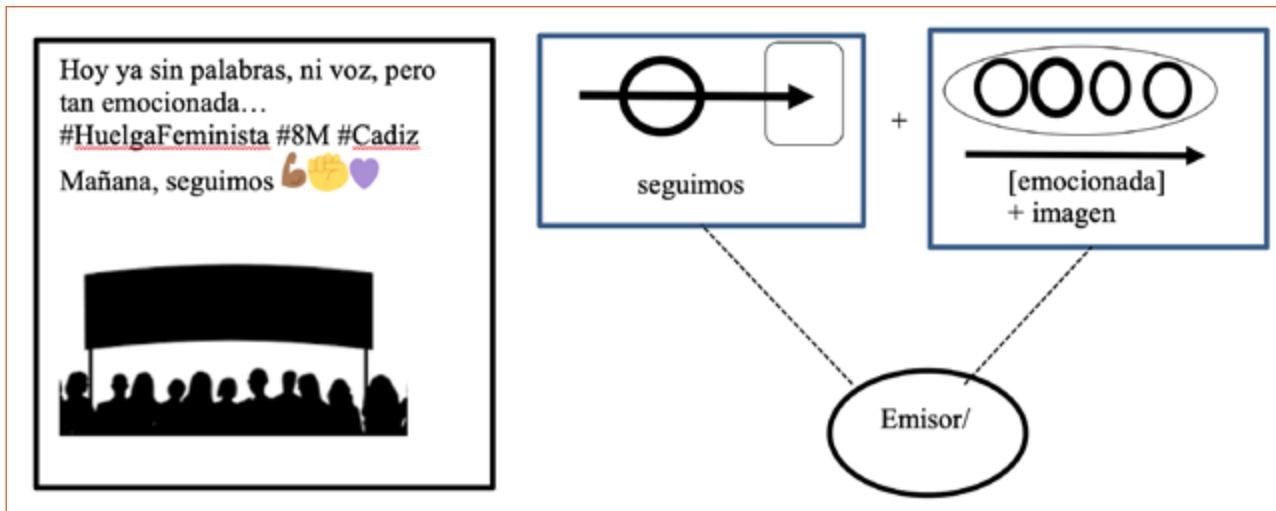 Hoy ya sin palabras, ni voz, pero
tan emocionada…
#HuelgaFeminista #8M #Cadiz
Mañana, seguimos 💪🏾✊💜
seguimos
+
[emocionada]
+ imagen
Emisor/